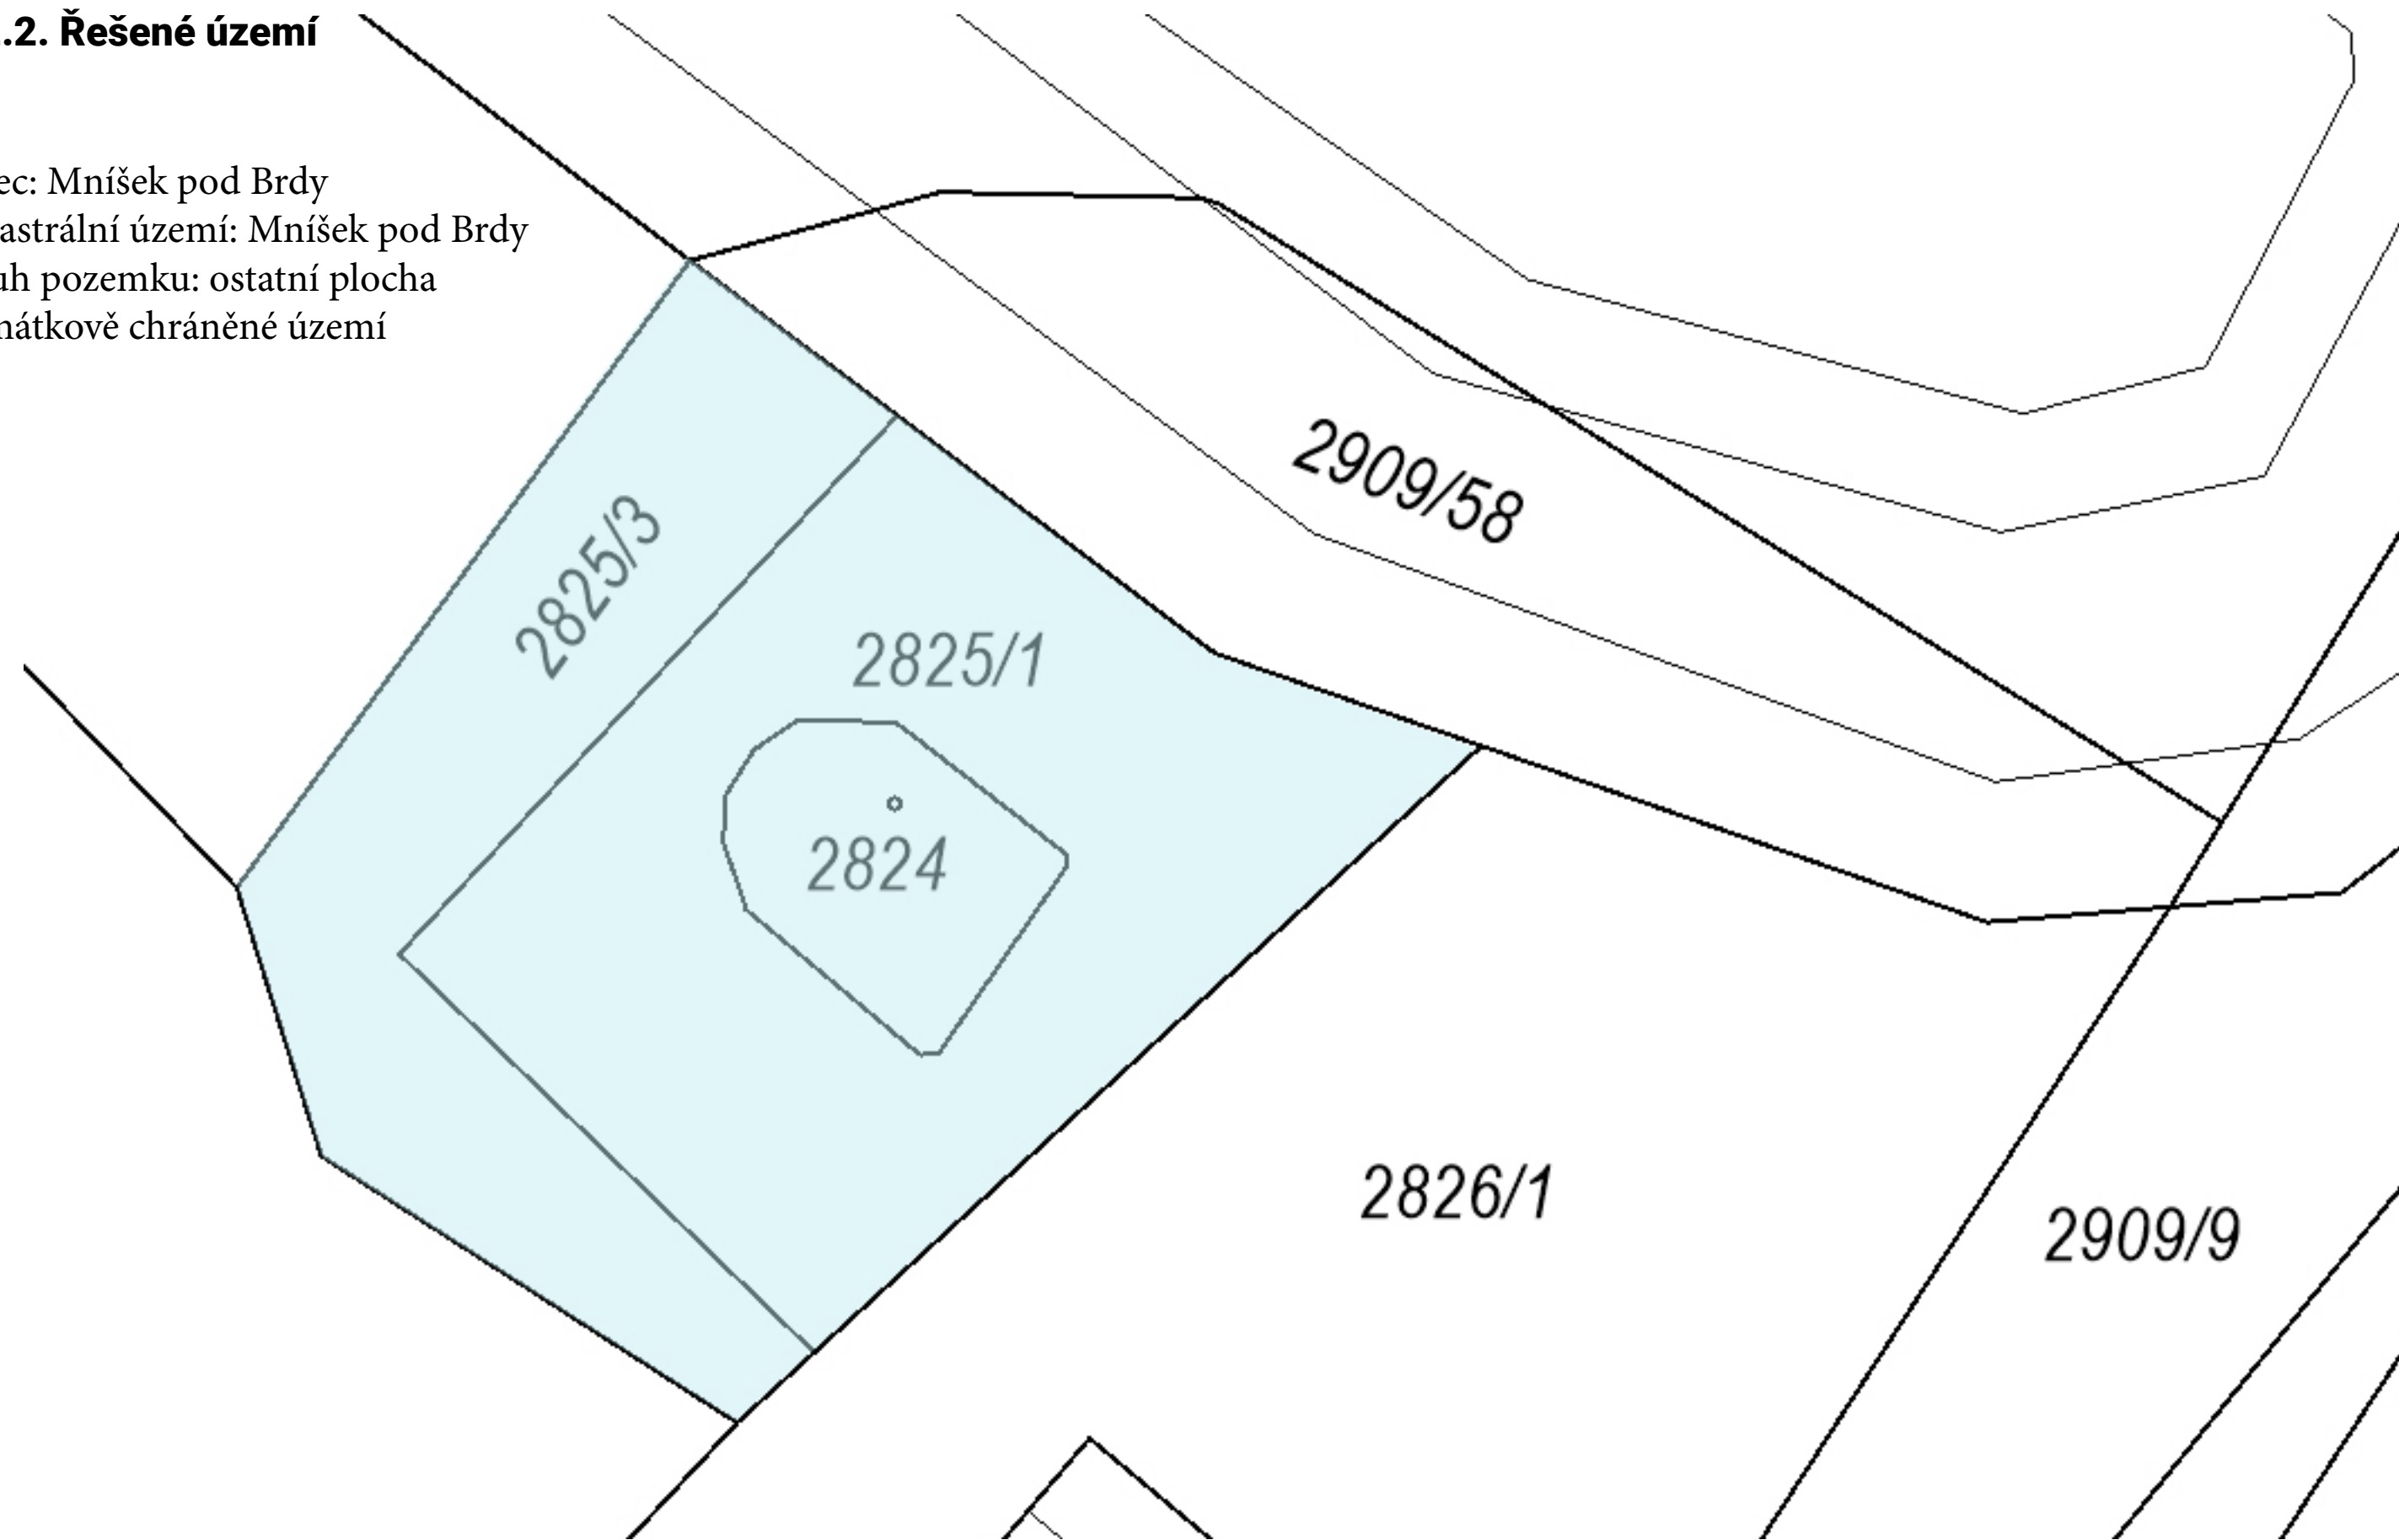 .2. Řešené území
ec: Mníšek pod Brdy
astrální území: Mníšek pod Brdy
uh pozemku: ostatní plocha
nátkově chráněné území
2909/58
2825/3
2825/1
2824
2826/1
2909/9